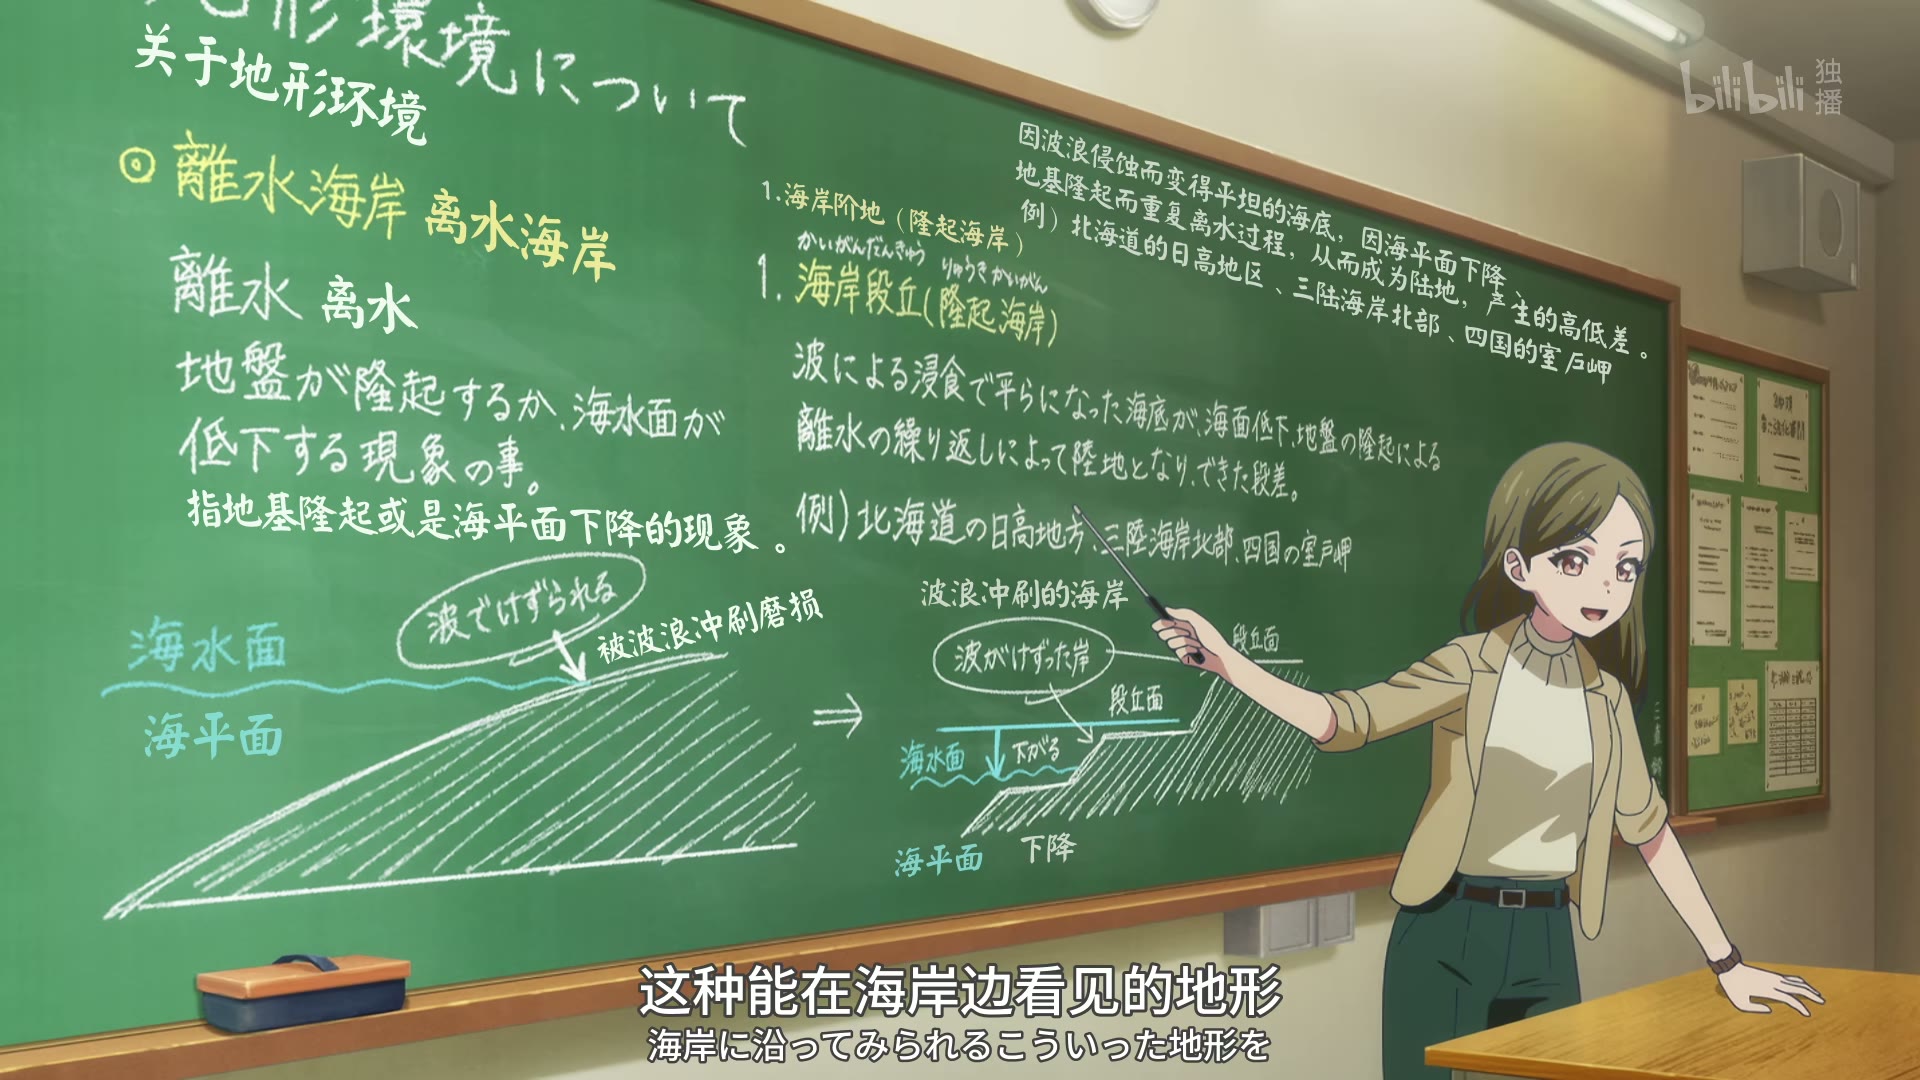 地形環境について
关于地形环境
bilibili 独播
◎離水海岸 离水海岸
離水 离水
地盤が隆起するか、海水面が
低下する現象の事。
指地基隆起或是海平面下降的现象。
1.海岸阶地（隆起海岸）
かいがんだんきゅう りゅうきかいがん
1.海岸段丘(隆起海岸)
因波浪侵蚀而变得平坦的海底，因海平面下降、
地基隆起而重复离水过程，从而成为陆地，产生的高低差。
例）北海道的日高地区、三陆海岸北部、四国的室户岬
波による浸食で平らになった海底が、海面低下、地盤の隆起による
離水の繰り返しによって陸地となり、できた段差。
例)北海道の日高地方、三陸海岸北部、四国の室戸岬
波でけずられる
被波浪冲刷磨损
海水面
海平面
波浪冲刷的海岸
波がけずった岸
段丘面
段丘面
海水面
下がる
海平面
下降
这种能在海岸边看见的地形
海岸に沿ってみられるこういった地形を